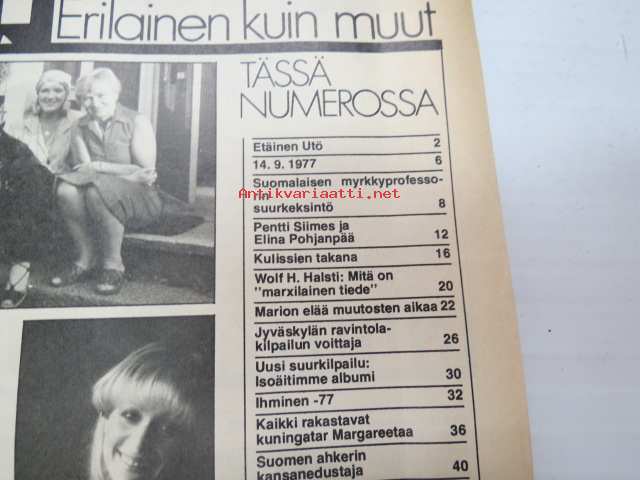 Erilainen kuin muut
TÄSSÄ
NUMEROSSA
Etäinen Utö 2
14. 9. 1977 6
Suomalaisen myrkkyprofesso-
rin
suurkeksintö 8
Antikvariaatti.net
Pentti Siimes ja
Elina Pohjanpää 12
Kulissien takana 16
Wolf H. Halsti: Mitä on
"marxilainen tiede" 20
Marion elää muutosten aikaa 22
Jyväskylän ravintola-
kilpailun voittaja 26
Uusi suurkilpailu:
Isoäitimme albumi 30
Ihminen -77 32
Kaikki rakastavat
kuningatar Margareetaa 36
Suomen ahkerin
kansanedustaja 40